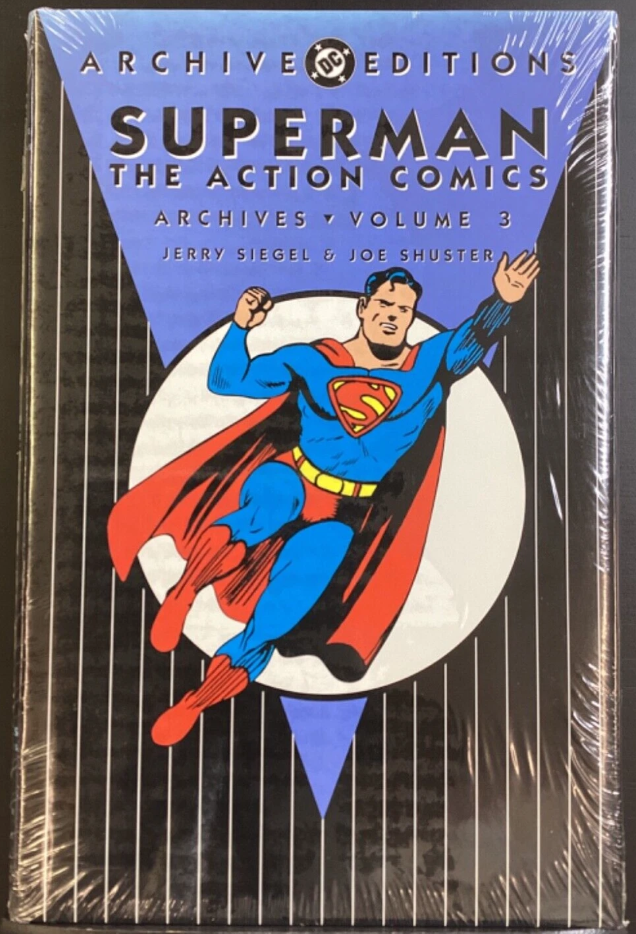 ARCHIVE DC EDITIONS
SUPERMAN
THE ACTION COMICS
ARCHIVES ▾ VOLUME 3
JERRY SIEGEL & JOE SHUSTER
S